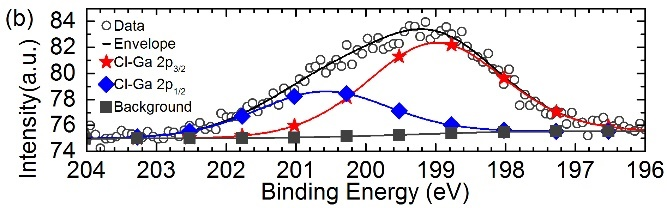 (b)
84
82
80
78
76
74
Intensity(a.u.)
Data
Envelope
Cl-Ga 2p3/2
Cl-Ga 2p1/2
Background
204 203 202 201 200 199 198 197 196
Binding Energy (eV)